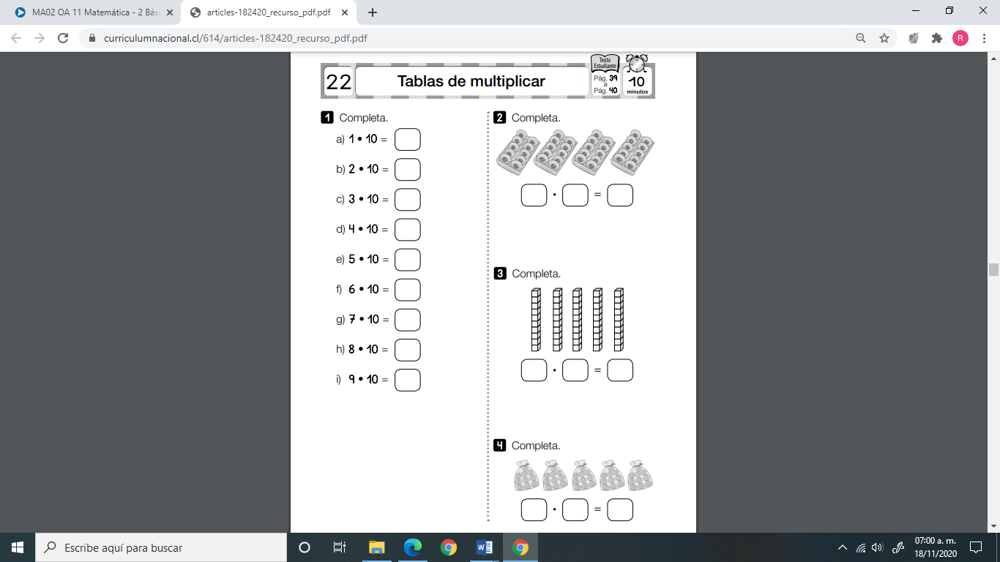 MA02 OA 11 Matemática - 2 Bási
articles-182420_recurso_pdf.pdf
curriculumnacional.cl/614/articles-182420_recurso_pdf.pdf
R
22
Tablas de multiplicar
Texto
Estudiante
Pág. 39
a
Pág. 40
10
minutos
1 Completa.
a) 1 • 10 =
b) 2 • 10 =
c) 3 • 10 =
d) 4 • 10 =
e) 5 • 10 =
f) 6 • 10 =
g) 7 • 10 =
h) 8 • 10 =
i) 9 • 10 =
2 Completa.
· =
3 Completa.
· =
4 Completa.
· =
Escribe aquí para buscar
07:00 a. m.
18/11/2020